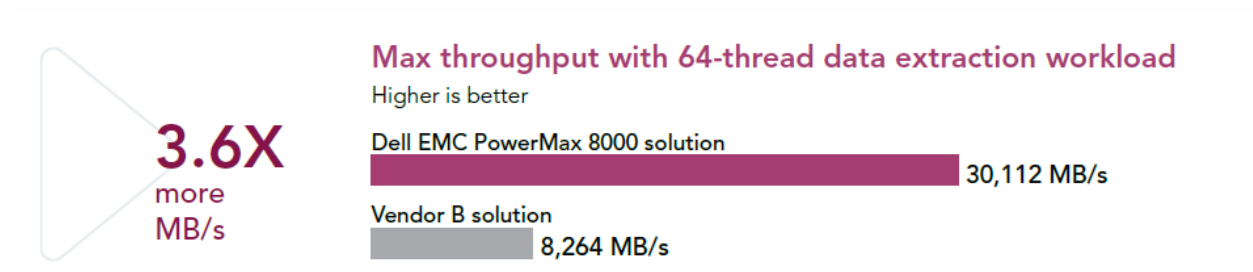 3.6X
more
MB/s
Max throughput with 64-thread data extraction workload
Higher is better
Dell EMC PowerMax 8000 solution
30,112 MB/s
Vendor B solution
8,264 MB/s